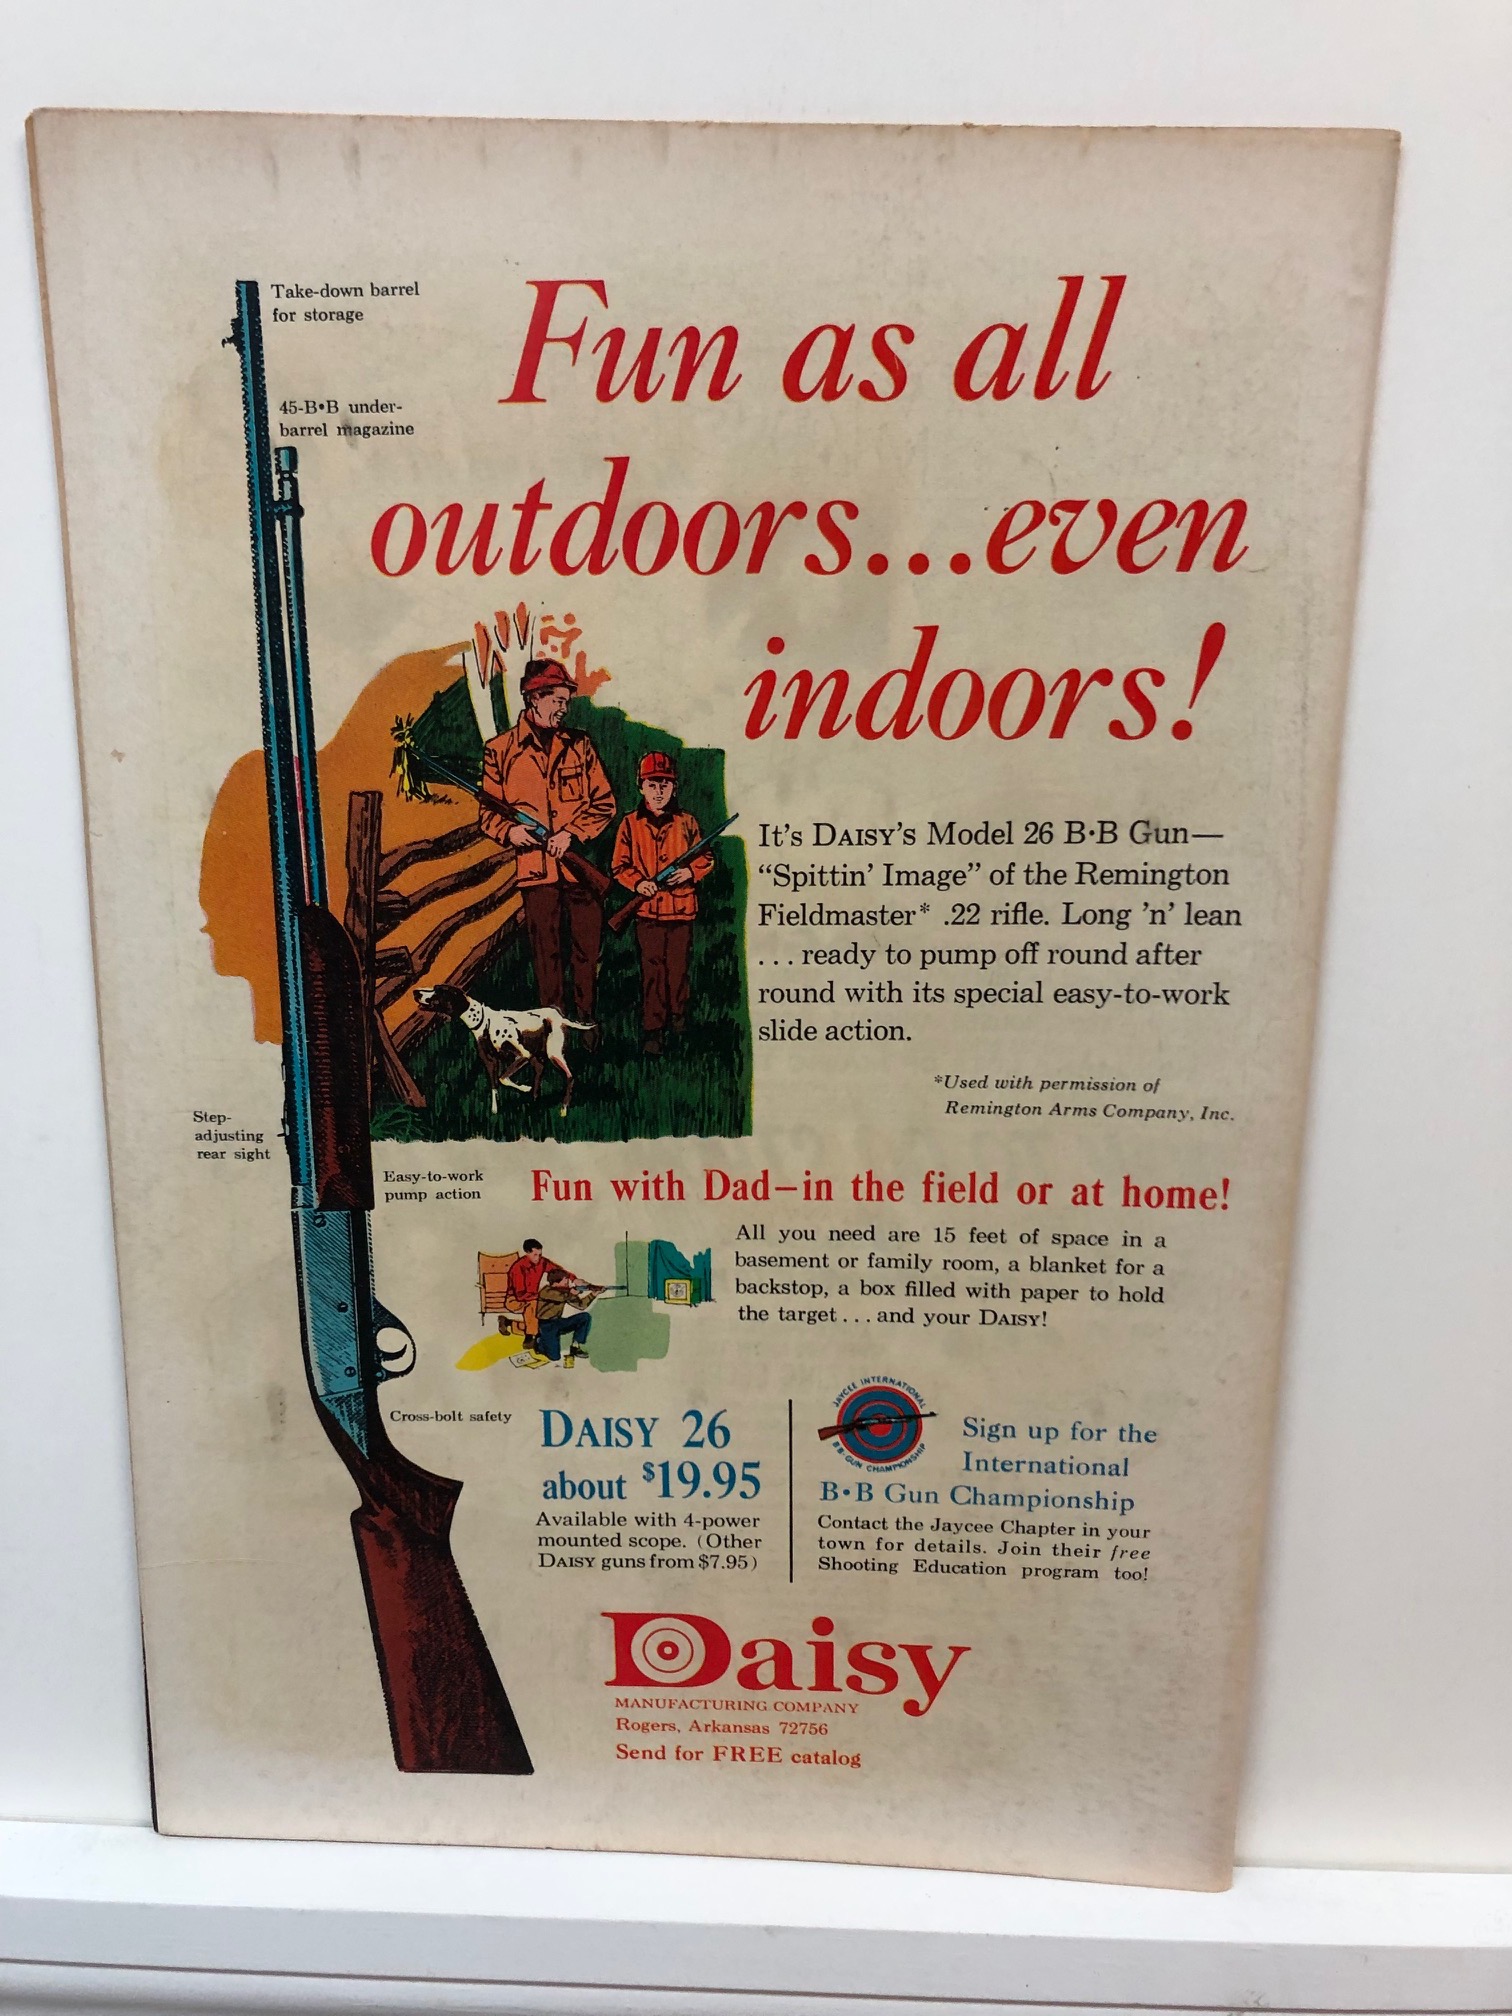 Take-down barrel
for storage
45-B•B under-
barrel magazine
Fun as all
outdoors...even
indoors!
It's DAISY'S Model 26 B•B Gun—
“Spittin’ Image” of the Remington
Fieldmaster* .22 rifle. Long ’n’ lean
...ready to pump off round after
round with its special easy-to-work
slide action.
*Used with permission of
Remington Arms Company, Inc.
Step-
adjusting
rear sight
Easy-to-work
pump action
Fun with Dad—in the field or at home!
All you need are 15 feet of space in a
basement or family room, a blanket for a
backstop, a box filled with paper to hold
the target...and your DAISY!
Cross-bolt safety
DAISY 26
about $19.95
Available with 4-power
mounted scope. (Other
DAISY guns from $7.95)
JAYCEE INTERNATIONAL
BB-GUN CHAMPIONSHIP
Sign up for the
International
B•B Gun Championship
Contact the Jaycee Chapter in your
town for details. Join their free
Shooting Education program too!
Daisy
MANUFACTURING COMPANY
Rogers, Arkansas 72756
Send for FREE catalog